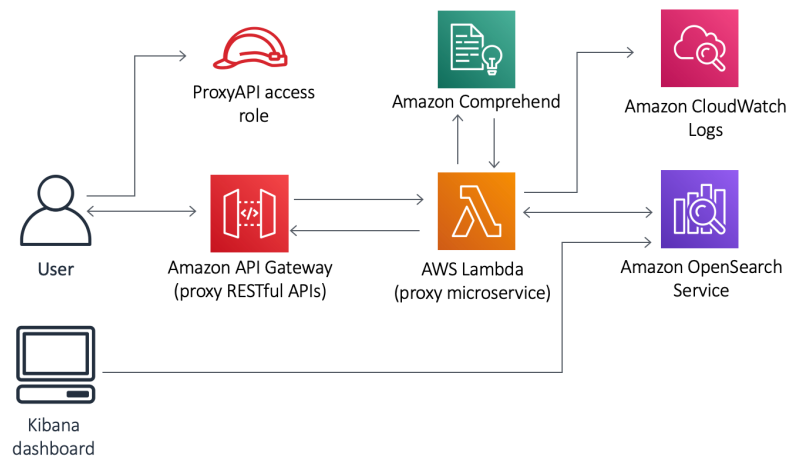 ProxyAPI access
role
Amazon Comprehend
Amazon CloudWatch
Logs
User
Amazon API Gateway
(proxy RESTful APIs)
AWS Lambda
(proxy microservice)
Amazon OpenSearch
Service
Kibana
dashboard